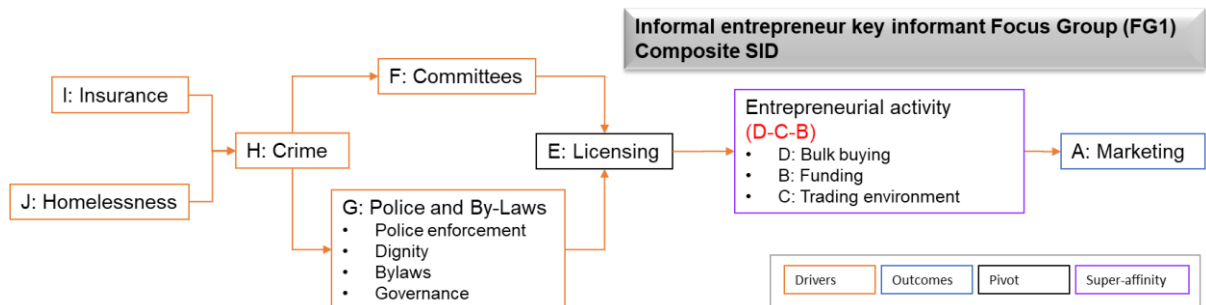 Informal entrepreneur key informant Focus Group (FG1)
Composite SID
I: Insurance
J: Homelessness
H: Crime
F: Committees
G: Police and By-Laws
• Police enforcement
• Dignity
• Bylaws
• Governance
E: Licensing
Entrepreneurial activity
(D-C-B)
• D: Bulk buying
• B: Funding
• C: Trading environment
A: Marketing
Drivers
Outcomes
Pivot
Super-affinity